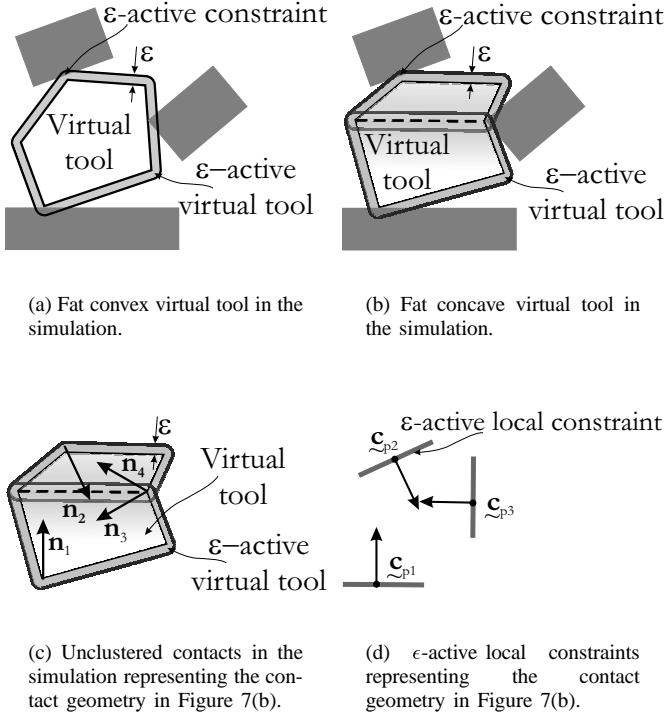 ε-active constraint
ε
Virtual
tool
ε–active
virtual tool
(a) Fat convex virtual tool in the
simulation.
ε-active constraint
ε
Virtual
tool
ε–active
virtual tool
(b) Fat concave virtual tool in
the simulation.
ε
n4
n2
n3
n1
Virtual
tool
ε–active
virtual tool
(c) Unclustered contacts in the
simulation representing the con-
tact geometry in Figure 7(b).
ε-active local constraint
cp2
cp3
cp1
(d) ϵ-active local constraints
representing the contact
geometry in Figure 7(b).